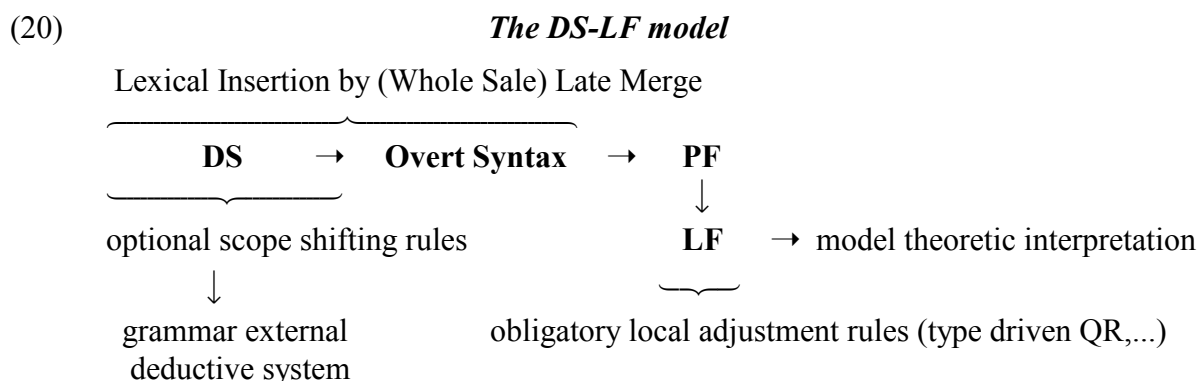 (20) The DS-LF model
Lexical Insertion by (Whole Sale) Late Merge
DS → Overt Syntax → PF
↓
optional scope shifting rules LF → model theoretic interpretation
↓
grammar external obligatory local adjustment rules (type driven QR,...)
deductive system